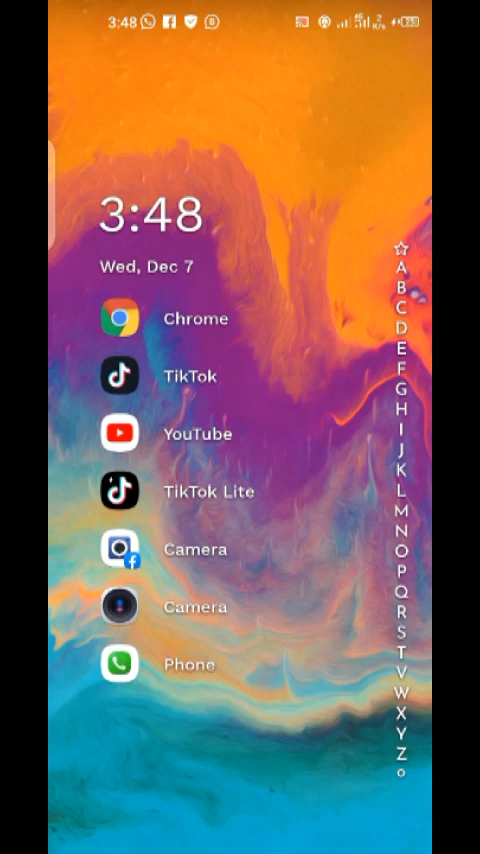 3:48
3:48
Wed, Dec 7
Chrome
TikTok
YouTube
TikTok Lite
Camera
Camera
Phone
A
B
C
D
E
F
G
H
I
J
K
L
M
N
O
P
Q
R
S
T
V
W
X
Y
Z